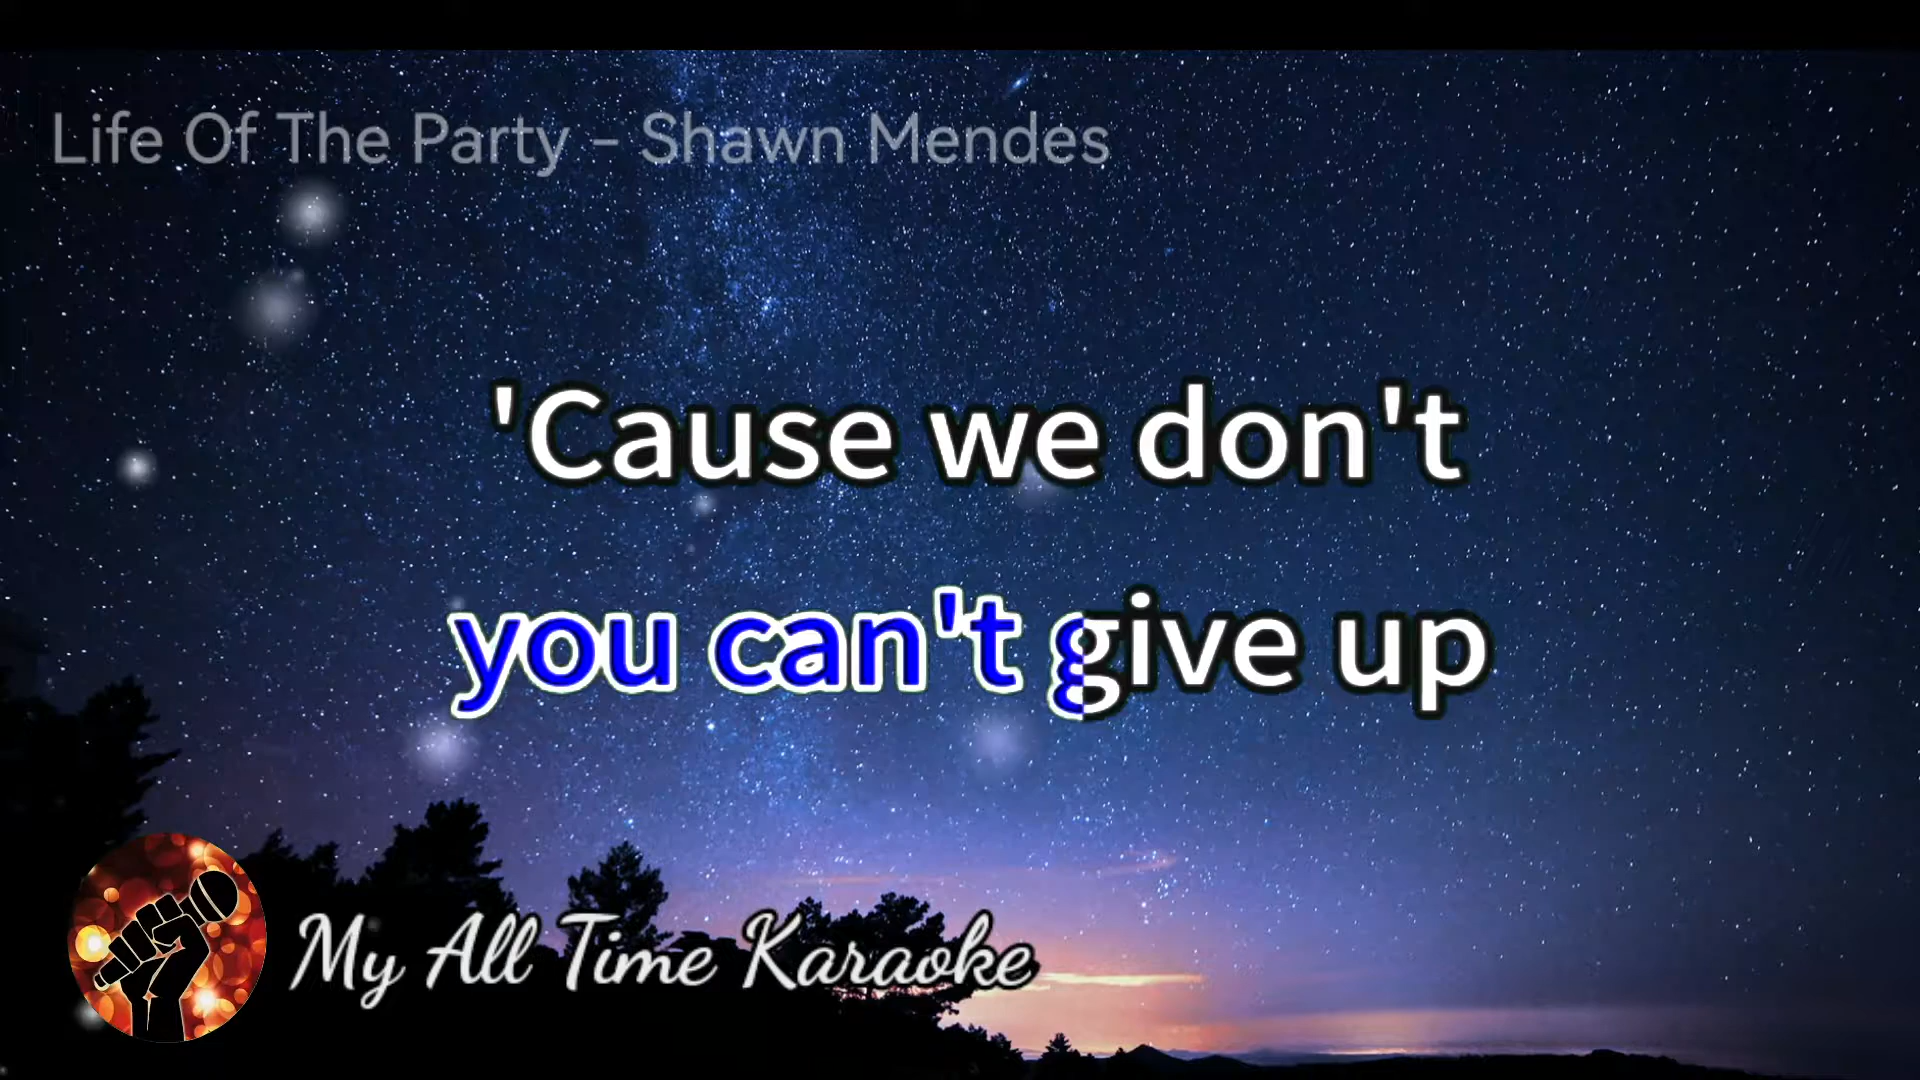 Life Of The Party - Shawn Mendes
'Cause we don't
you can't give up
My All Time Karaoke